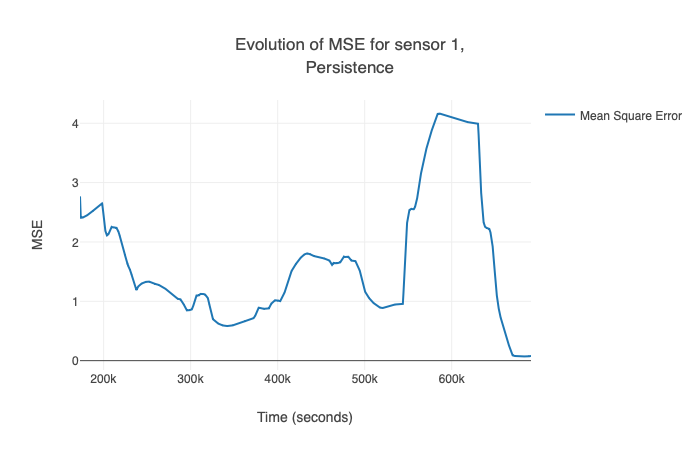 Evolution of MSE for sensor 1,
Persistence
Mean Square Error
MSE
4
3
2
1
0
200k 300k 400k 500k 600k
Time (seconds)